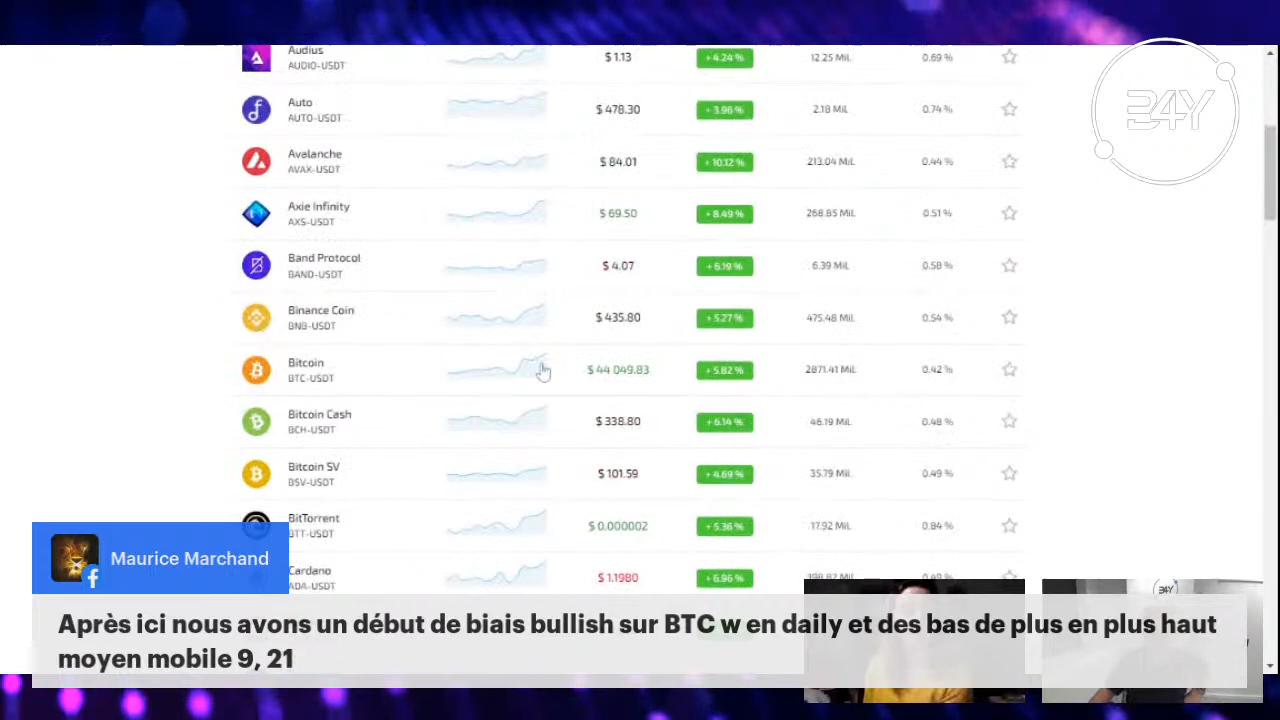 Audius
AUDIO-USDT
$ 1.13
+ 4.24 %
12.25 Mil.
0.69 %
Auto
AUTO-USDT
$ 478.30
+ 3.96 %
2.18 Mil.
0.74 %
Avalanche
AVAX-USDT
$ 84.01
+ 10.12 %
213.04 Mil.
0.44 %
Axie Infinity
AXS-USDT
$ 69.50
+ 8.49 %
268.85 Mil.
0.51 %
Band Protocol
BAND-USDT
$ 4.07
+ 6.19 %
6.39 Mil.
0.58 %
Binance Coin
BNB-USDT
$ 435.80
+ 5.27 %
475.48 Mil.
0.54 %
Bitcoin
BTC-USDT
$ 44 049.83
+ 5.82 %
2871.41 Mil.
0.42 %
Bitcoin Cash
BCH-USDT
$ 338.80
+ 6.14 %
46.19 Mil.
0.48 %
Bitcoin SV
BSV-USDT
$ 101.59
+ 4.69 %
35.79 Mil.
0.49 %
BitTorrent
BTT-USDT
$ 0.000002
+ 5.36 %
17.92 Mil.
0.84 %
Cardano
ADA-USDT
$ 1.1980
+ 6.96 %
198.82 Mil.
0.49 %
B4Y
Maurice Marchand
Après ici nous avons un début de biais bullish sur BTC w en daily et des bas de plus en plus haut
moyen mobile 9, 21
B4Y